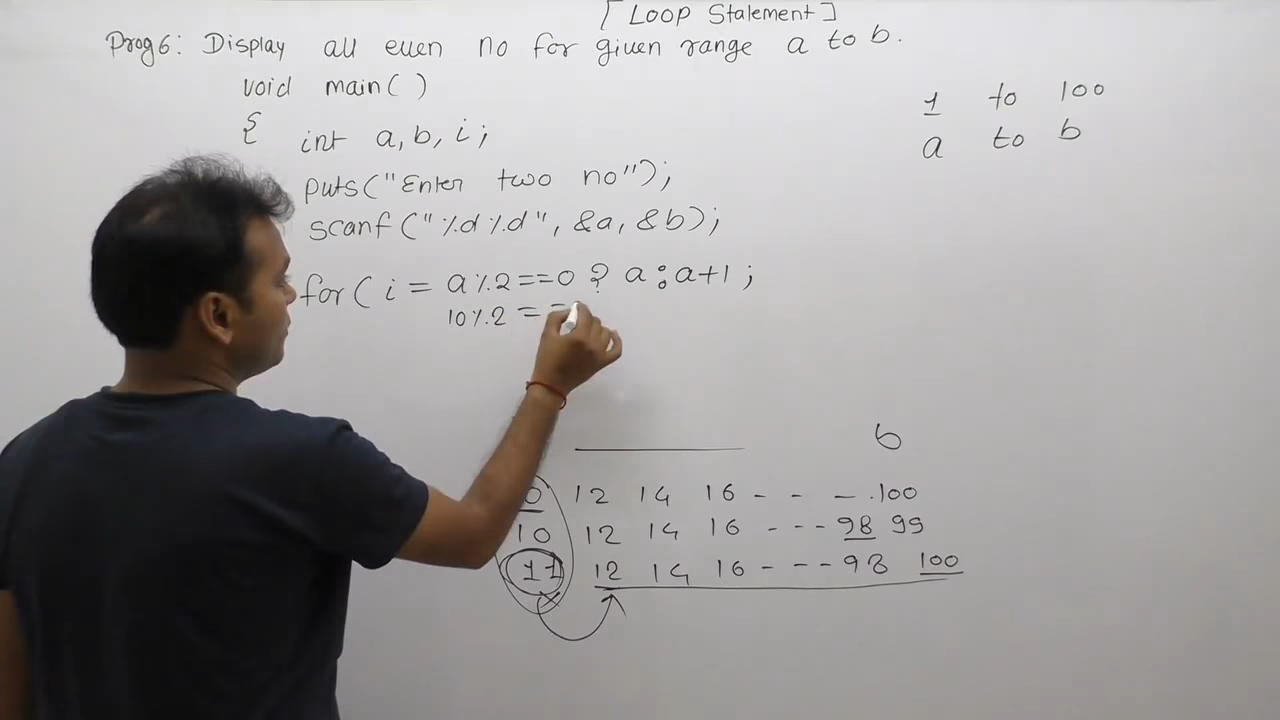 [Loop Statement]
Prog 6: Display all even no for given range a to b.
void main( )
{ int a, b, i;
puts("Enter two no");
scanf ("%d%d", &a, &b);
for( i = a%2==0 ? a : a+1 ;
10%2 =
1 to 100
a to b
b
12 14 16 - - - .100
10 12 14 16 - - - 98 99
11 12 14 16 - - - 98 100